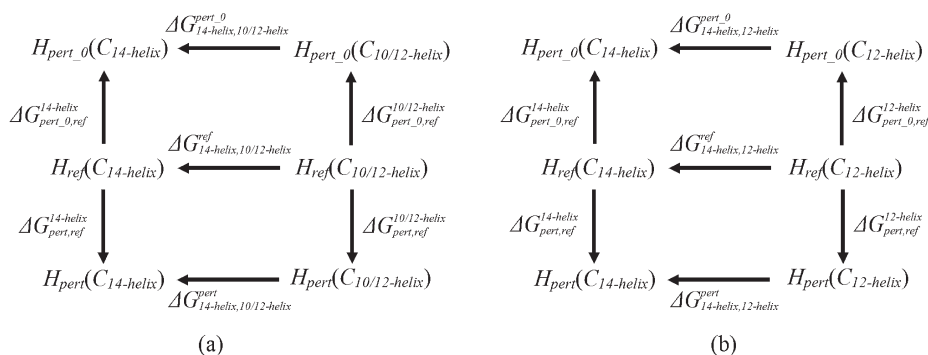 ΔG^{pert_0}_{14-helix,10/12-helix}
H_{pert_0}(C_{14-helix}) H_{pert_0}(C_{10/12-helix})
ΔG^{14-helix}_{pert_0,ref} ΔG^{10/12-helix}_{pert_0,ref}
ΔG^{ref}_{14-helix,10/12-helix}
H_{ref}(C_{14-helix}) H_{ref}(C_{10/12-helix})
ΔG^{14-helix}_{pert,ref} ΔG^{10/12-helix}_{pert,ref}
H_{pert}(C_{14-helix}) H_{pert}(C_{10/12-helix})
ΔG^{pert}_{14-helix,10/12-helix}
(a)
ΔG^{pert_0}_{14-helix,12-helix}
H_{pert_0}(C_{14-helix}) H_{pert_0}(C_{12-helix})
ΔG^{14-helix}_{pert_0,ref} ΔG^{12-helix}_{pert_0,ref}
ΔG^{ref}_{14-helix,12-helix}
H_{ref}(C_{14-helix}) H_{ref}(C_{12-helix})
ΔG^{14-helix}_{pert,ref} ΔG^{12-helix}_{pert,ref}
H_{pert}(C_{14-helix}) H_{pert}(C_{12-helix})
ΔG^{pert}_{14-helix,12-helix}
(b)